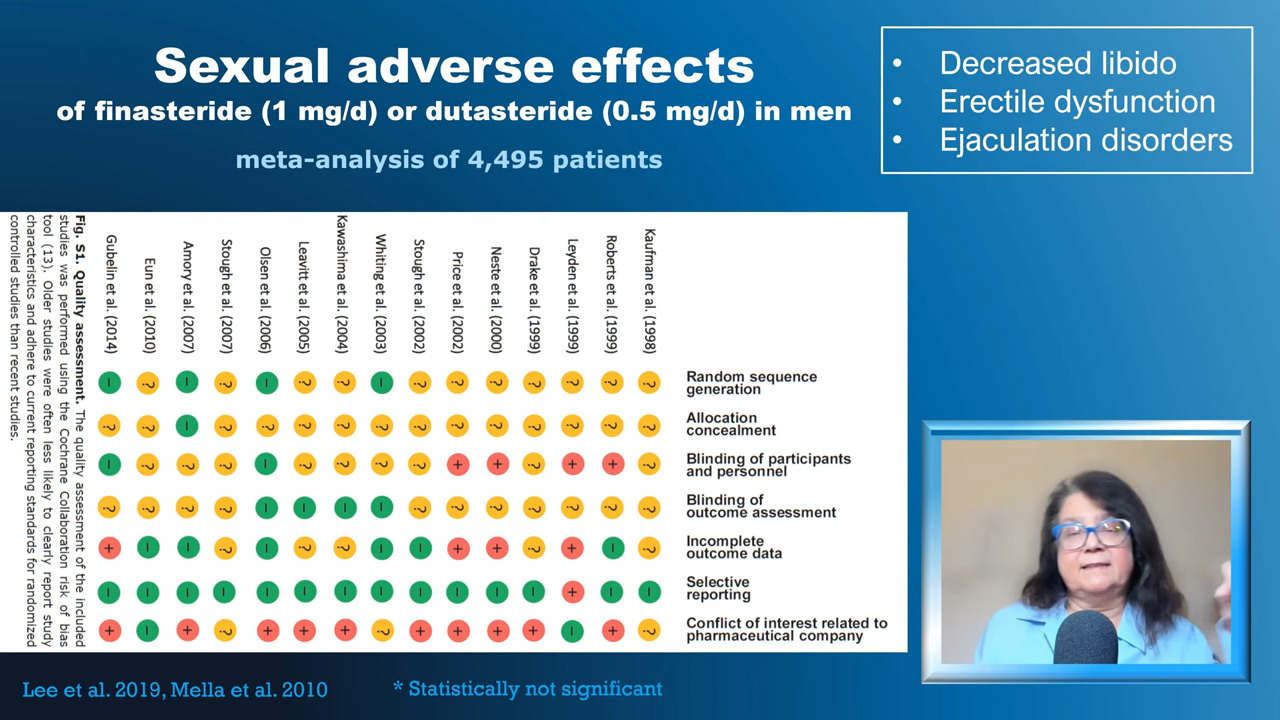 Sexual adverse effects
of finasteride (1 mg/d) or dutasteride (0.5 mg/d) in men
meta-analysis of 4,495 patients
• Decreased libido
• Erectile dysfunction
• Ejaculation disorders
Kaufman et al. (1998)
Roberts et al. (1999)
Leyden et al. (1999)
Drake et al. (1999)
Neste et al. (2000)
Price et al. (2002)
Stough et al. (2002)
Whiting et al. (2003)
Kawashima et al. (2004)
Leavitt et al. (2005)
Olsen et al. (2006)
Stough et al. (2007)
Amory et al. (2007)
Eun et al. (2010)
Gubelin et al. (2014)
Random sequence
generation
? ? ? ? ? ? ? − ? ? − ? − ? −
Allocation
concealment
? ? ? ? ? ? ? ? ? ? ? ? − ? ?
Blinding of participants
and personnel
? + + ? + + ? ? ? ? − ? ? ? −
Blinding of
outcome assessment
? ? ? ? ? ? ? − − − − ? ? ? ?
Incomplete
outcome data
? − + ? + + − − ? ? − ? − − +
Selective
reporting
− − + − − − − − − − − − − − −
Conflict of interest related to
pharmaceutical company
? + − + + + + ? + + + ? + − +
Fig. S1. Quality assessment. The quality assessment of the included
studies was performed using the Cochrane Collaboration risk of bias
tool (13). Older studies were often less likely to clearly report study
characteristics and adhere to current reporting standards for randomized
controlled studies than recent studies.
Lee et al. 2019, Mella et al. 2010
* Statistically not significant